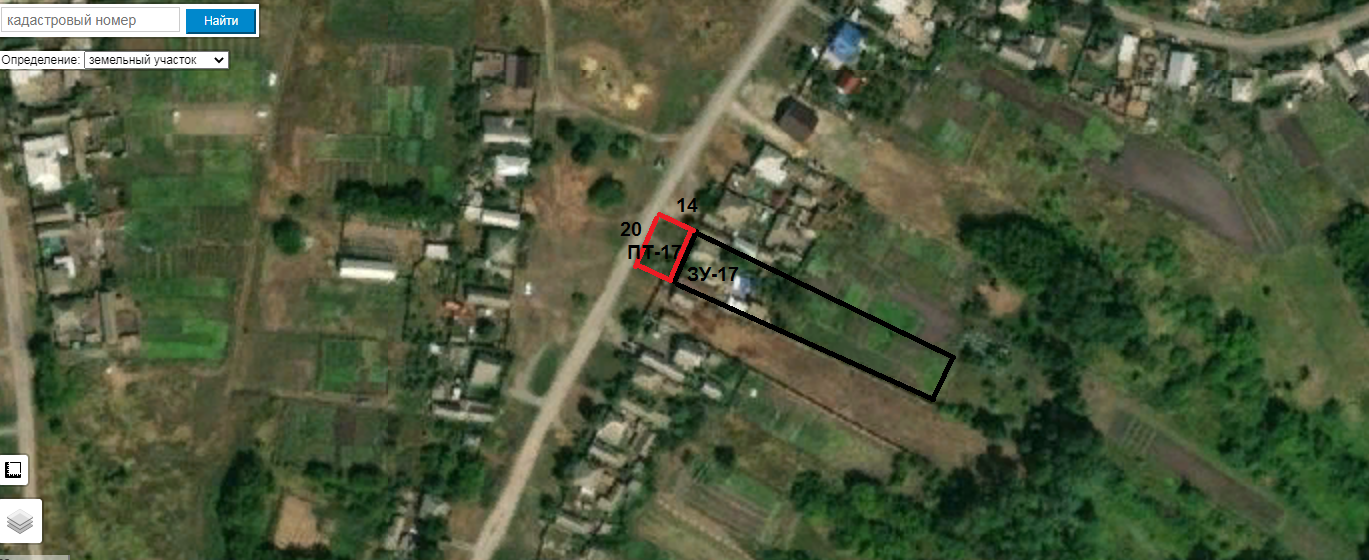 кадастровый номер
Найти
Определение: земельный участок
14
20
ПТ-17
ЗУ-17